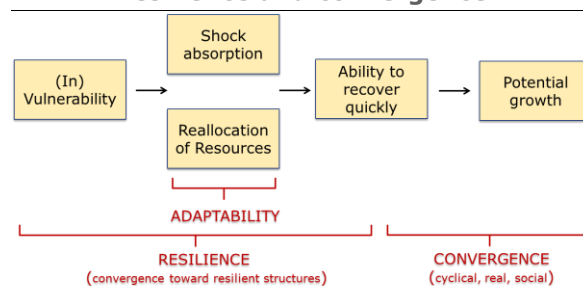 Shock
absorption
(In)
Vulnerability
Ability to
recover
quickly
Potential
growth
Reallocation
of Resources
ADAPTABILITY
RESILIENCE
(convergence toward resilient structures)
CONVERGENCE
(cyclical, real, social)